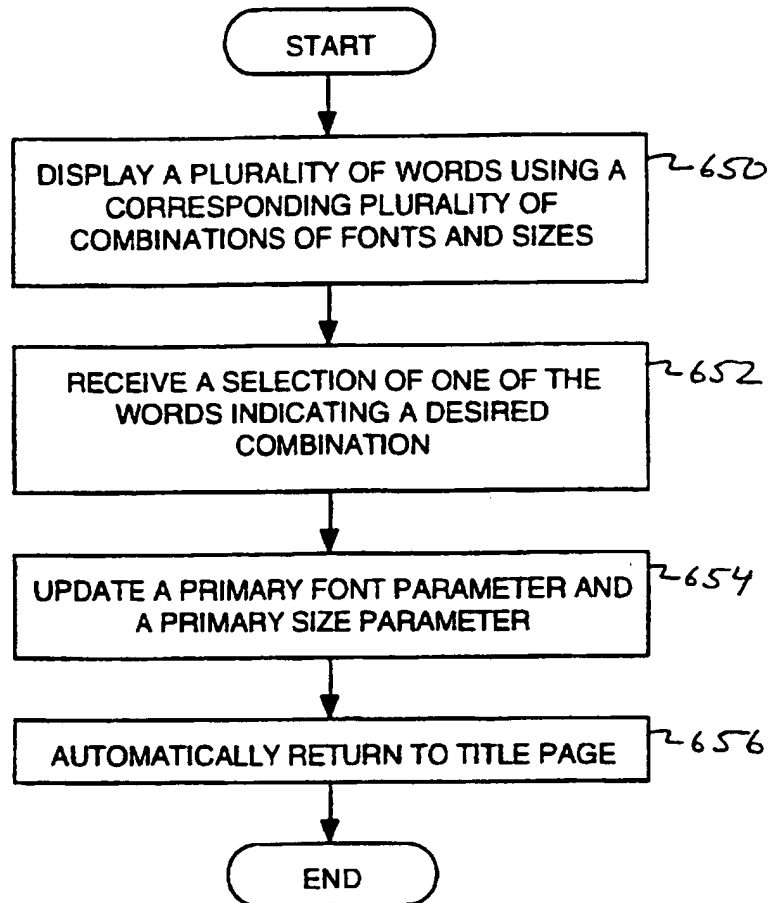 START
DISPLAY A PLURALITY OF WORDS USING A
CORRESPONDING PLURALITY OF
COMBINATIONS OF FONTS AND SIZES
650
RECEIVE A SELECTION OF ONE OF THE
WORDS INDICATING A DESIRED
COMBINATION
652
UPDATE A PRIMARY FONT PARAMETER AND
A PRIMARY SIZE PARAMETER
654
AUTOMATICALLY RETURN TO TITLE PAGE
656
END